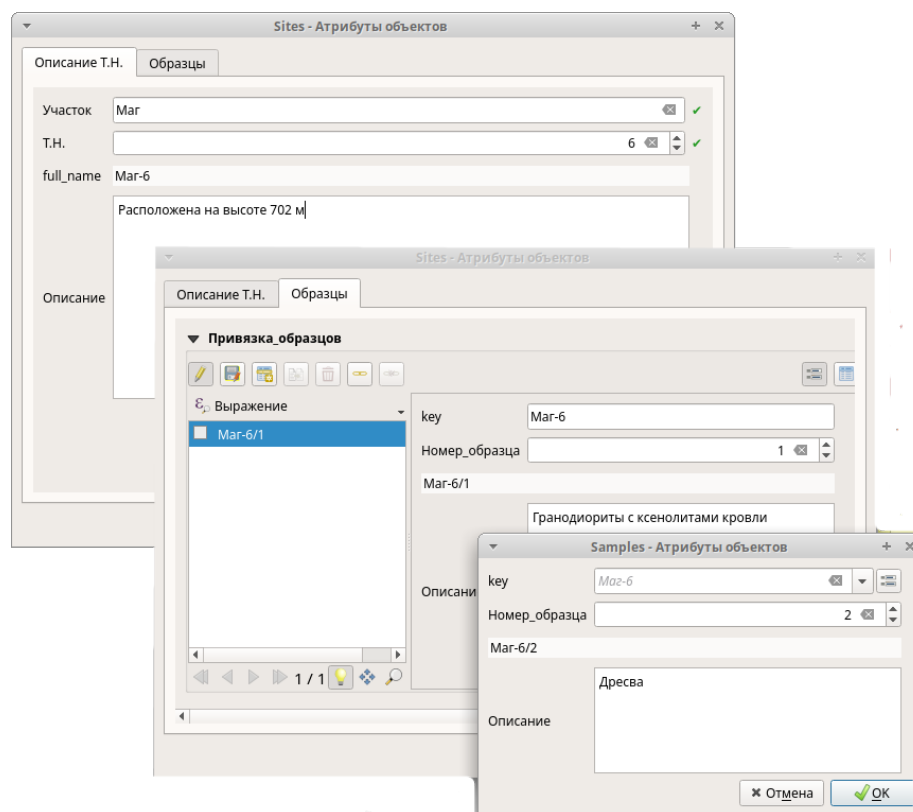 Sites - Атрибуты объектов
Описание Т.Н. Образцы
Участок Маг
Т.Н. 6
full_name Маг-6
Расположена на высоте 702 м
Описание
Sites - Атрибуты объектов
Описание Т.Н. Образцы
Привязка_образцов
Выражение
Маг-6/1
key Маг-6
Номер_образца 1
Маг-6/1
Гранодиориты с ксенолитами кровли
Описани
1 / 1
Samples - Атрибуты объектов
key Маг-6
Номер_образца 2
Маг-6/2
Дресва
Описание
Отмена OK